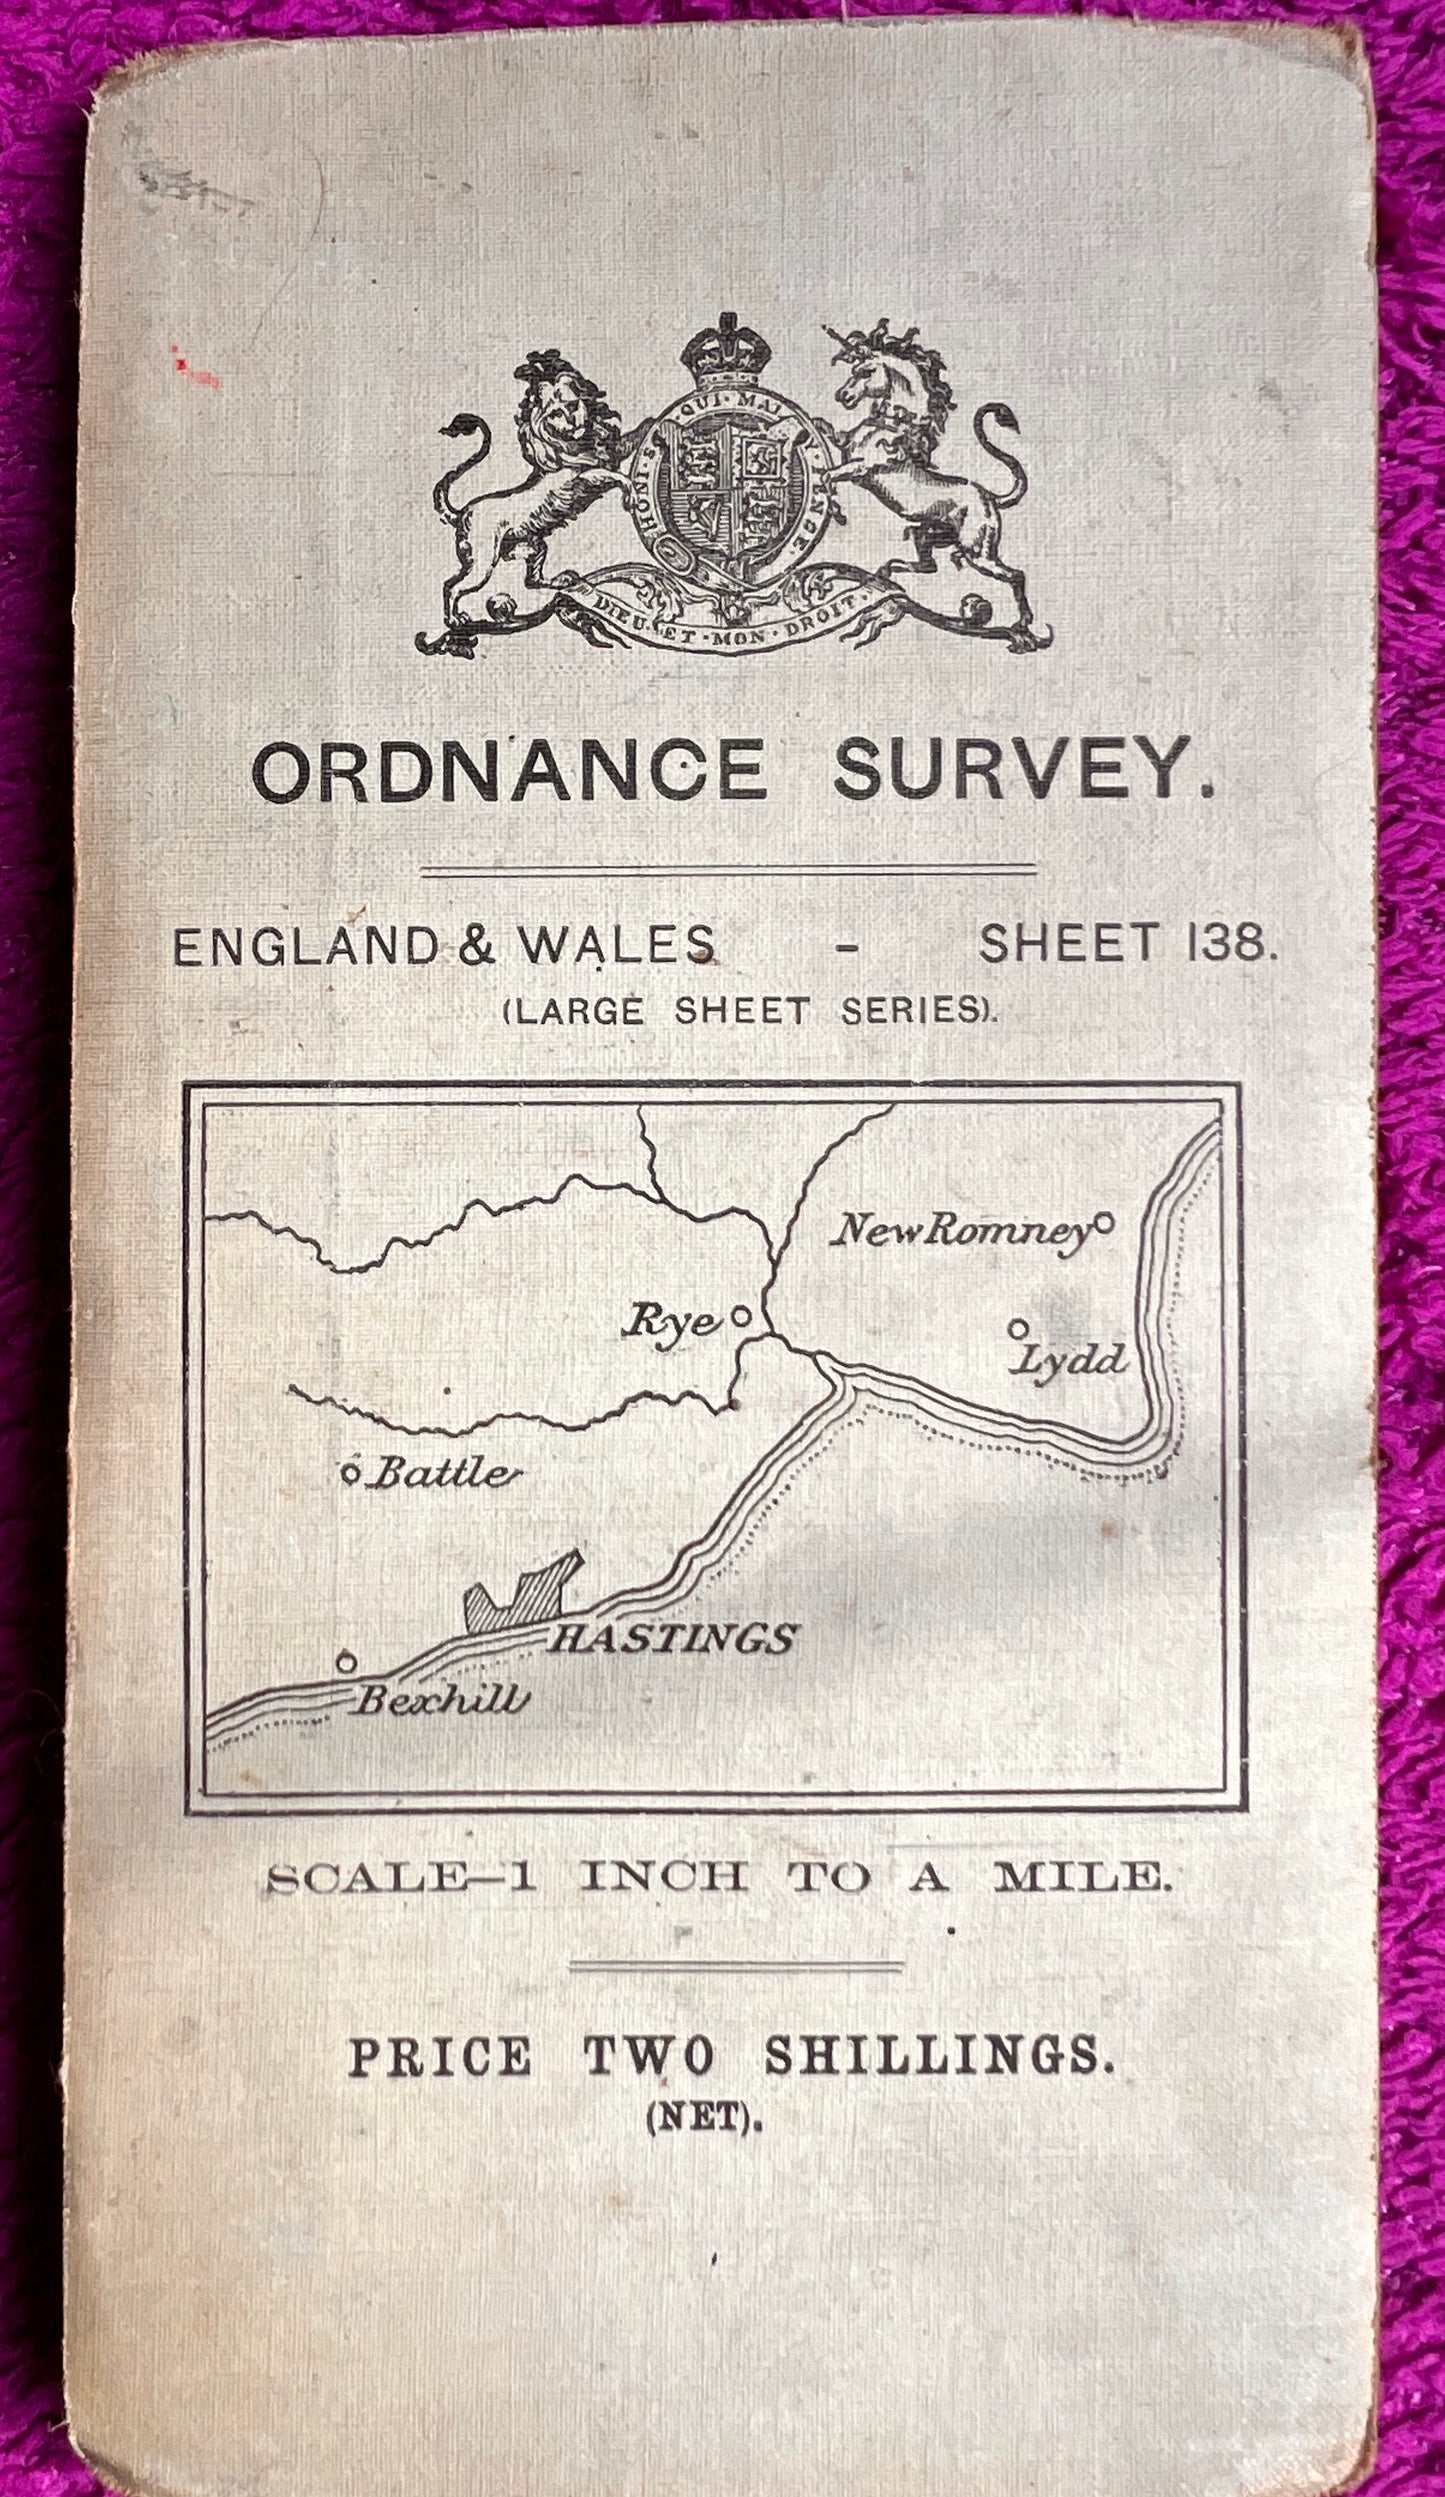 HONI · S · QUI · MAL Y · PENSE
DIEU · ET · MON · DROIT ·
ORDNANCE SURVEY.
ENGLAND & WALES - SHEET 138.
(LARGE SHEET SERIES).
New Romney
Rye
Lydd
Battle
HASTINGS
Bexhill
SCALE—1 INCH TO A MILE.
PRICE TWO SHILLINGS.
(NET).